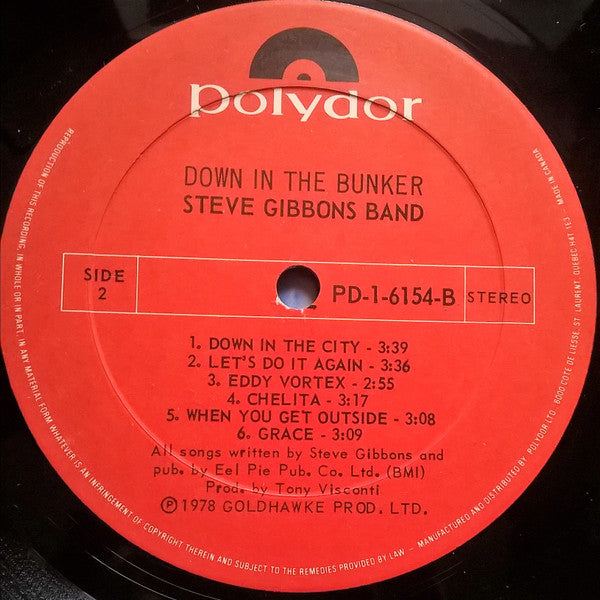 polydor
DOWN IN THE BUNKER
STEVE GIBBONS BAND
SIDE
2
PD-1-6154-B
STEREO
1. DOWN IN THE CITY - 3:39
2. LET'S DO IT AGAIN - 3:36
3. EDDY VORTEX - 2:55
4. CHELITA - 3:17
5. WHEN YOU GET OUTSIDE - 3:08
6. GRACE - 3:09
All songs written by Steve Gibbons and
pub. by Eel Pie Pub. Co. Ltd. (BMI)
Prod. by Tony Visconti
℗ 1978 GOLDHAWKE PROD. LTD.
REPRODUCTION OF THIS RECORDING, IN WHOLE OR IN PART, IN ANY MATERIAL FORM WHATEVER IS AN INFRINGEMENT OF COPYRIGHT THEREIN AND SUBJECT TO THE REMEDIES PROVIDED BY LAW – MANUFACTURED AND DISTRIBUTED BY POLYDOR LTD. 6000 COTE DE LIESSE, ST. LAURENT, QUEBEC H4T 1E3
MADE IN CANADA